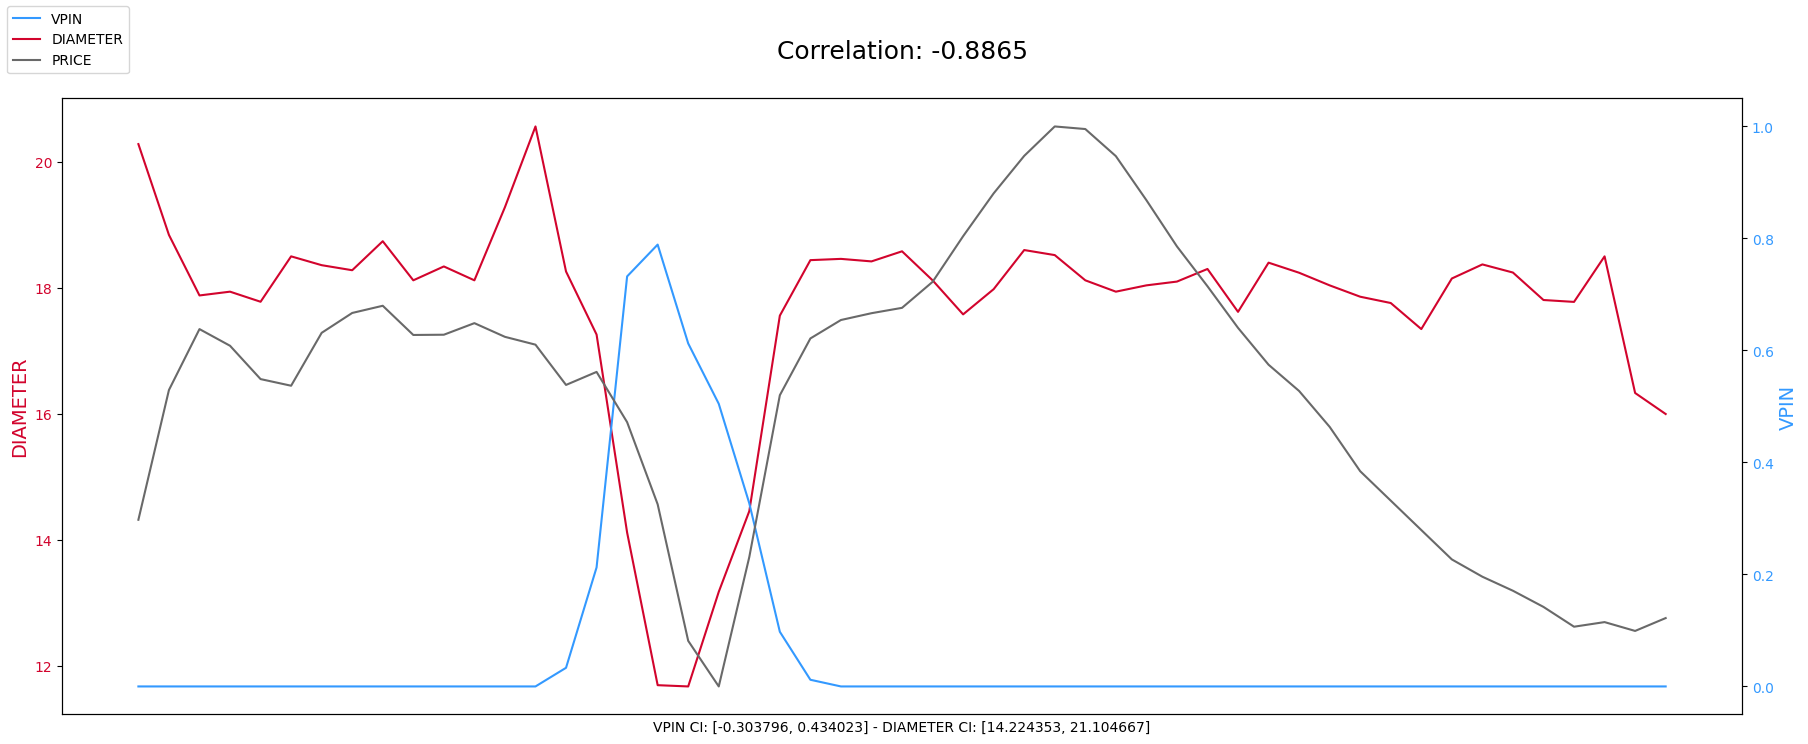 VPIN
DIAMETER
PRICE
Correlation: -0.8865
20
18
16
14
12
DIAMETER
1.0
0.8
0.6
0.4
0.2
0.0
VPIN
VPIN CI: [-0.303796, 0.434023] - DIAMETER CI: [14.224353, 21.104667]